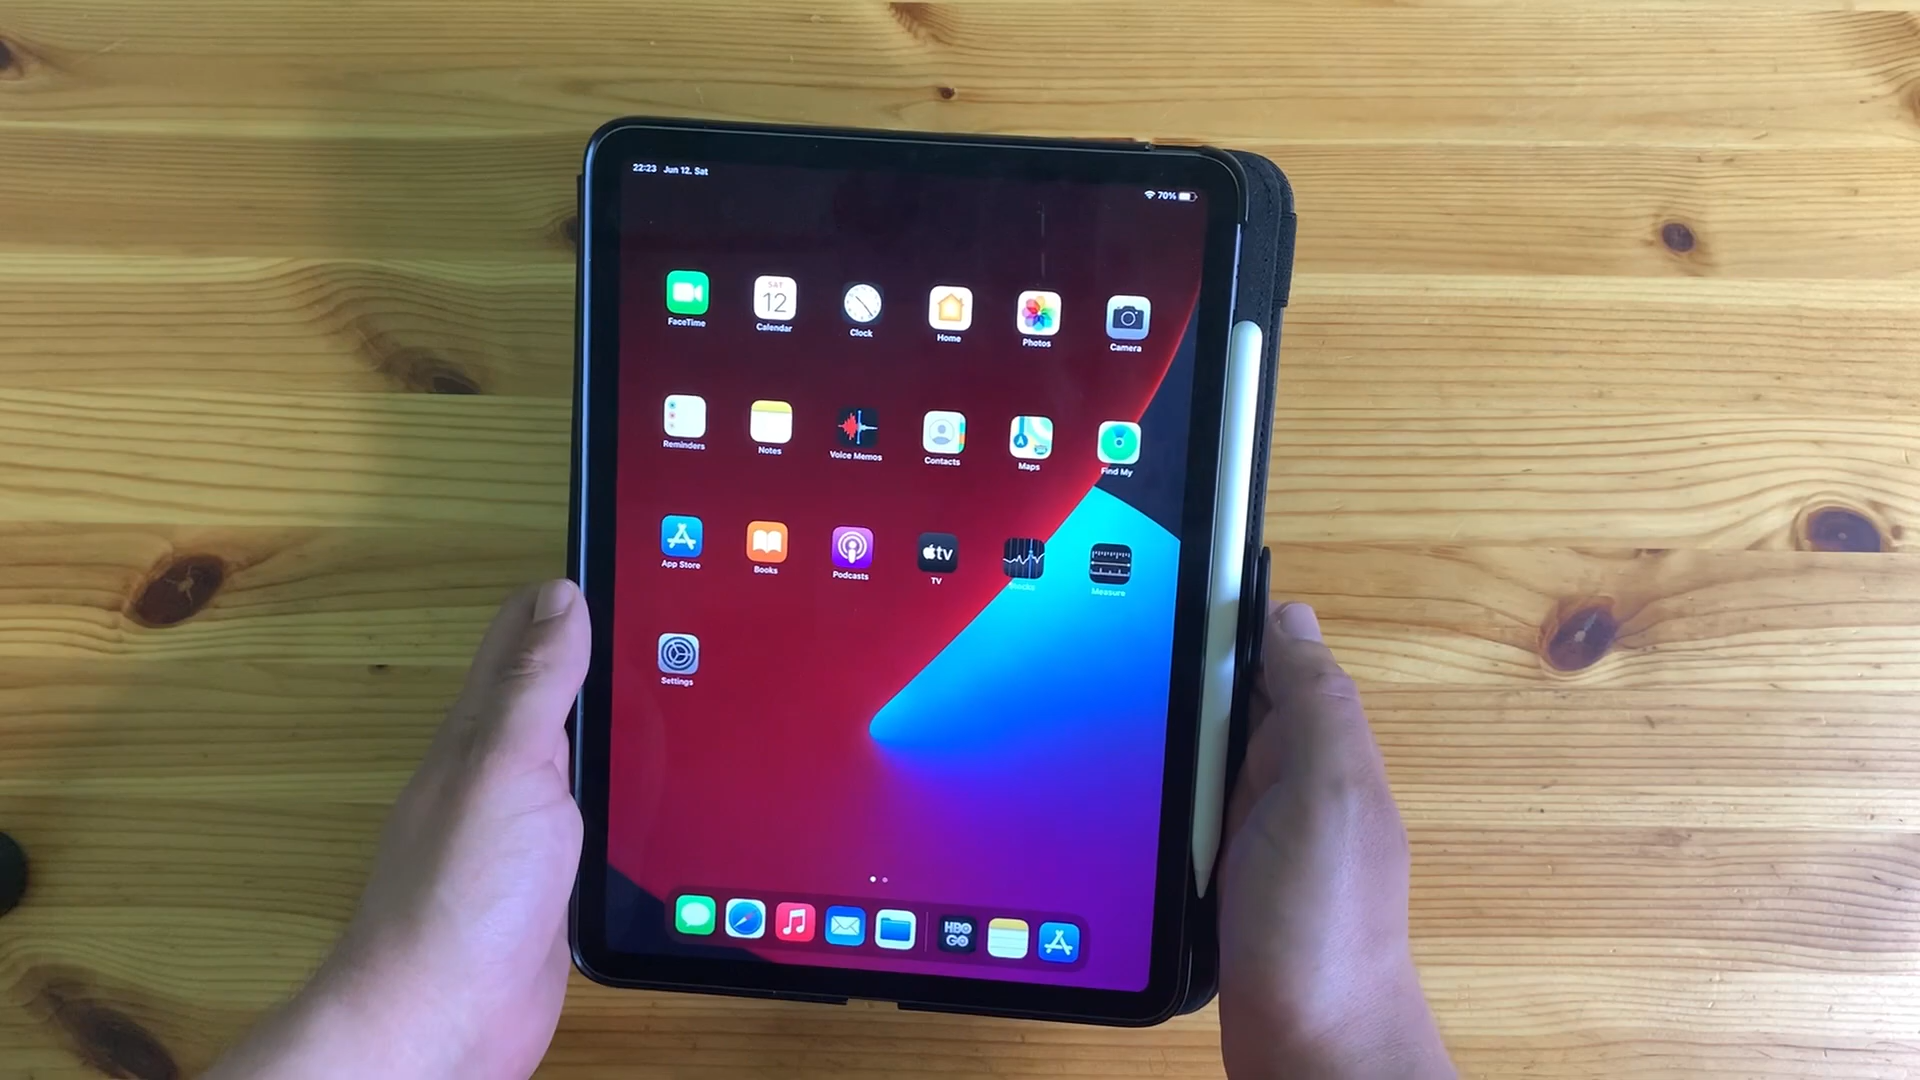 22:23 Jun 12. Sat
70%
SAT
12
FaceTime
Calendar
Clock
Home
Photos
Camera
Reminders
Notes
Voice Memos
Contacts
Maps
Find My
tv
App Store
Books
Podcasts
TV
Stocks
Measure
Settings
HBO
GO